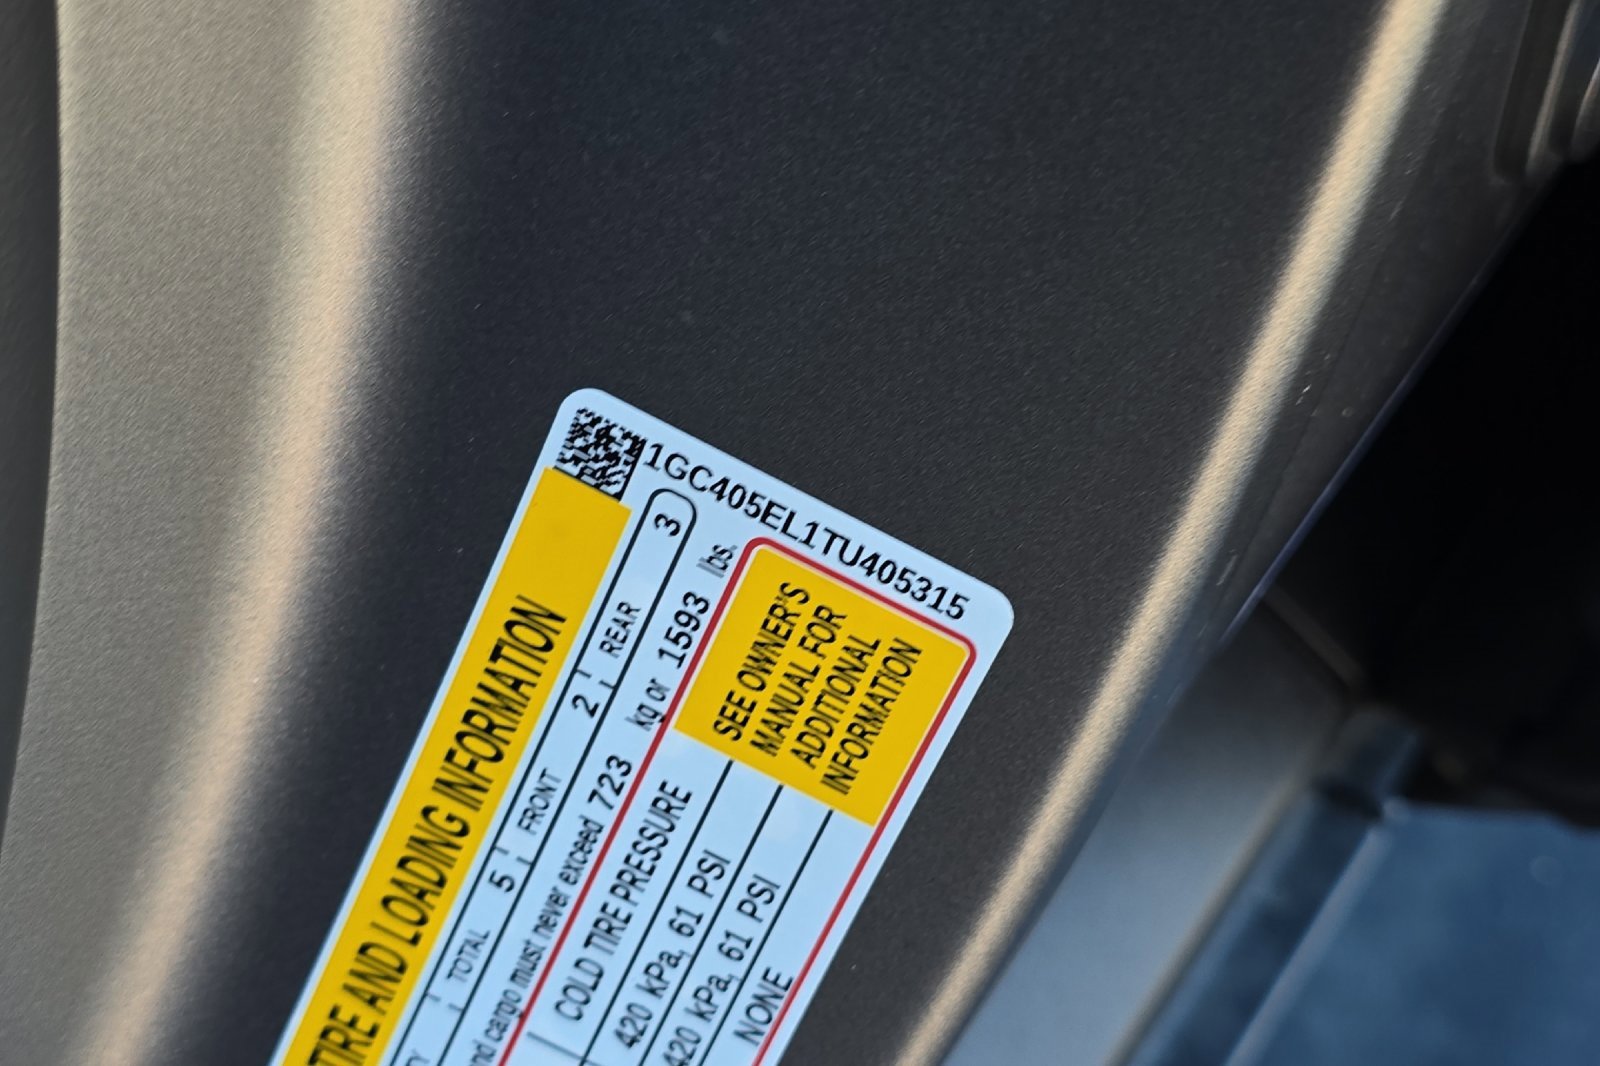 1GC405EL1TU405315
TIRE AND LOADING INFORMATION
TOTAL 5 FRONT 2 REAR 3
and cargo must never exceed 723 kg or 1593 lbs.
COLD TIRE PRESSURE
420 kPa, 61 PSI
420 kPa, 61 PSI
NONE
SEE OWNER'S
MANUAL FOR
ADDITIONAL
INFORMATION